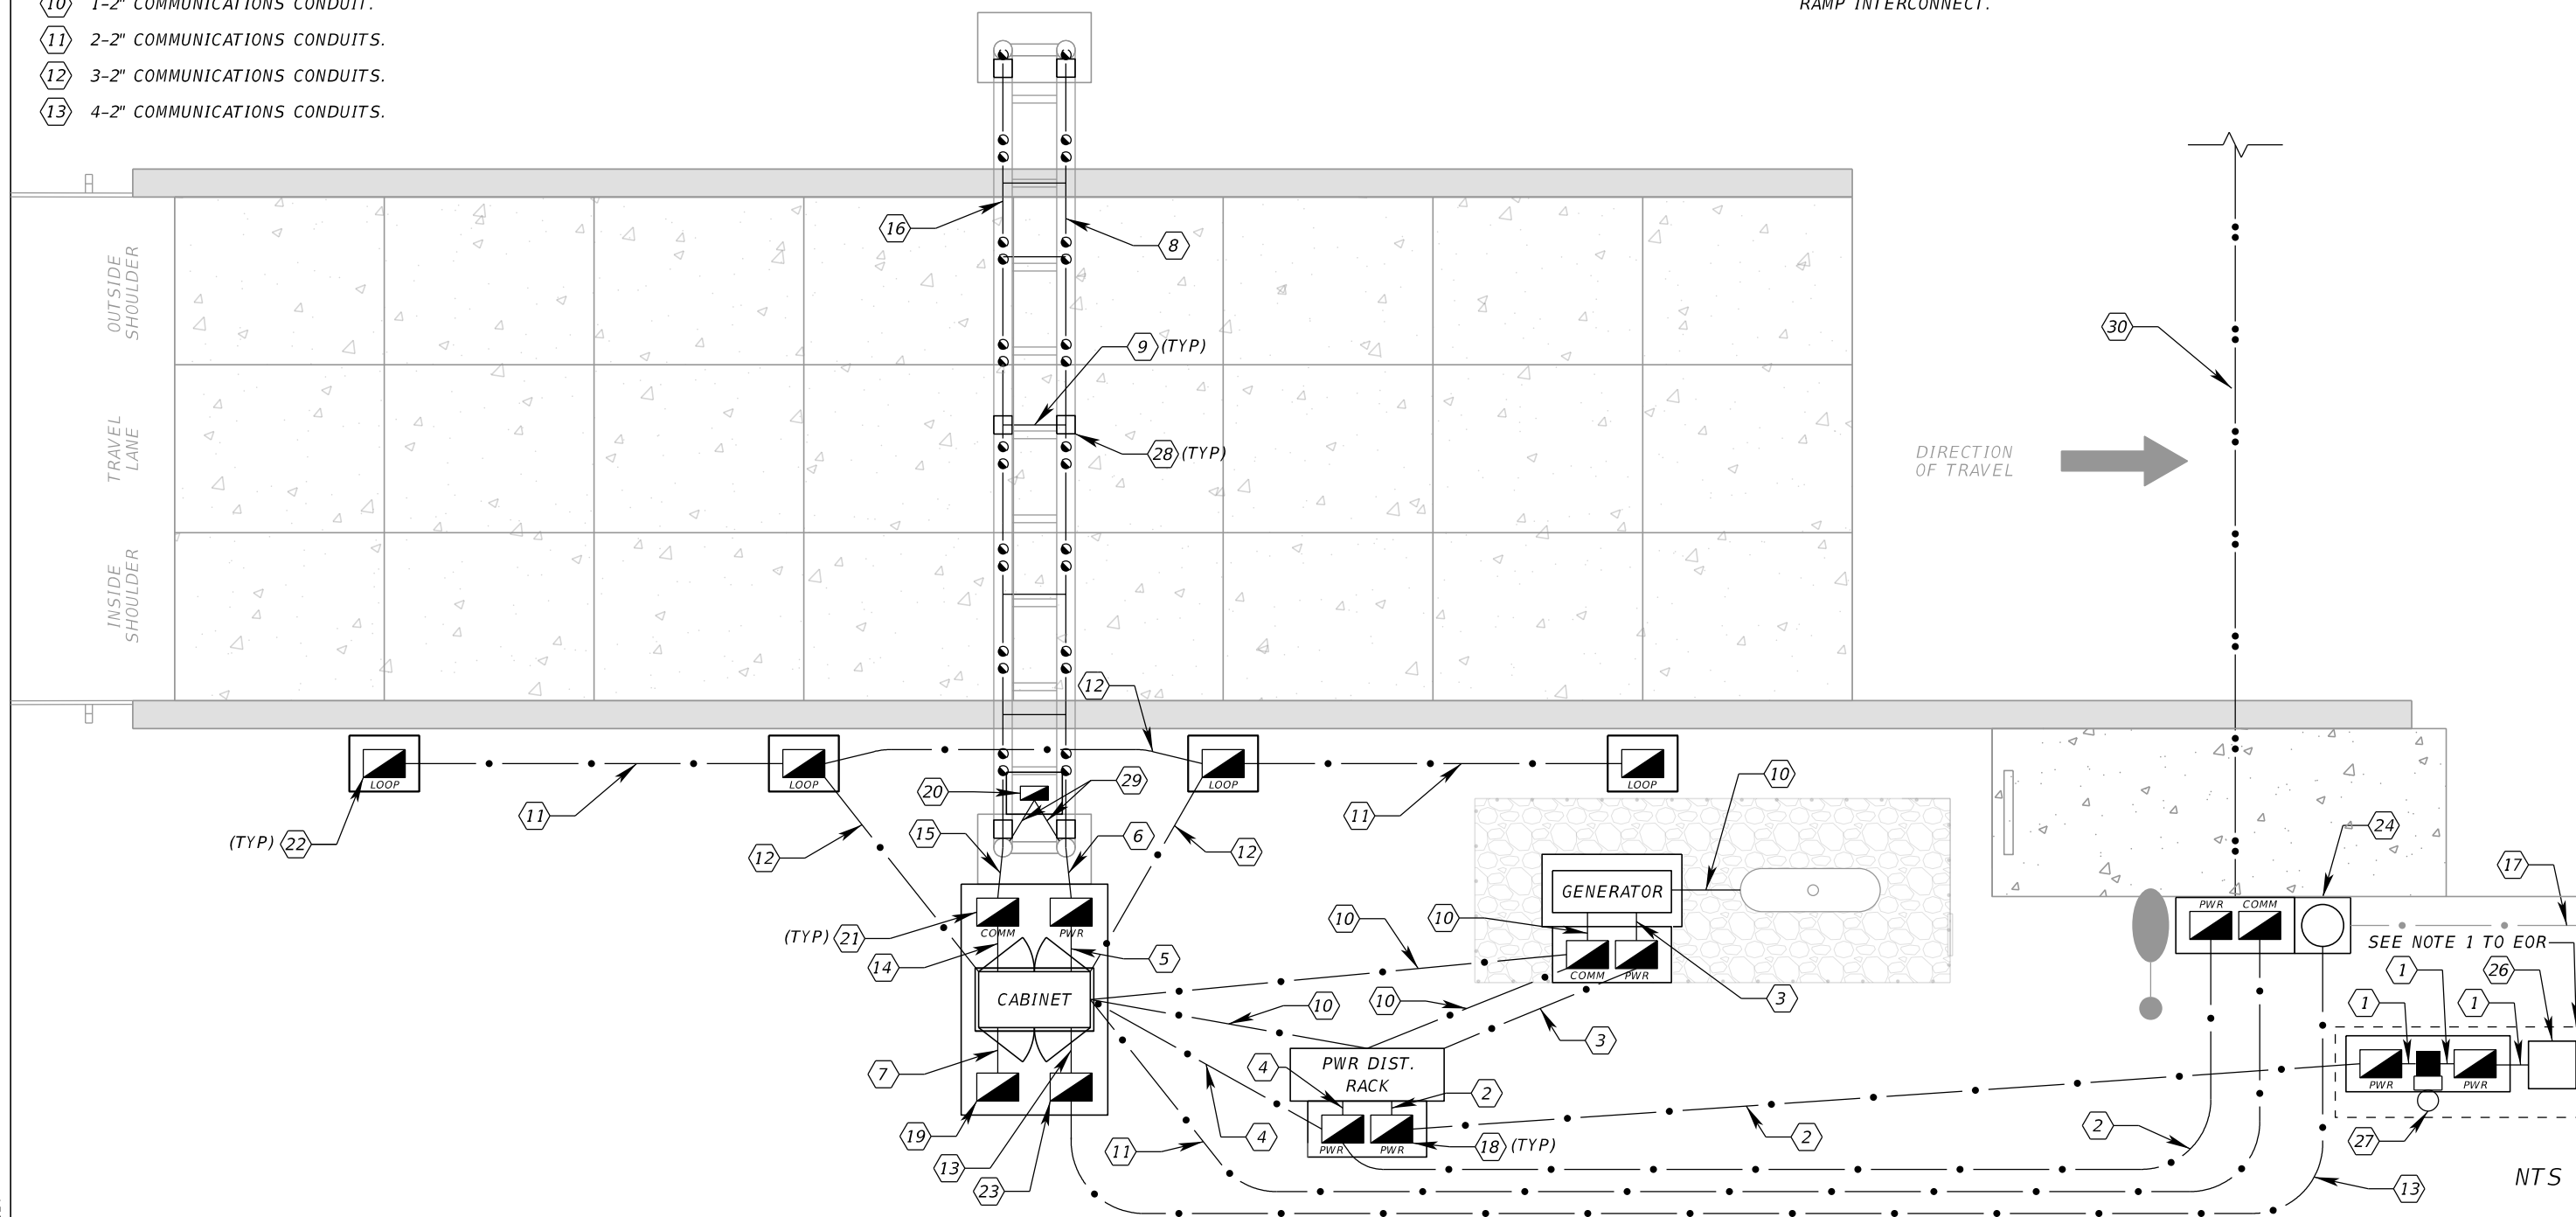 10 1-2" COMMUNICATIONS CONDUIT.
11 2-2" COMMUNICATIONS CONDUITS.
12 3-2" COMMUNICATIONS CONDUITS.
13 4-2" COMMUNICATIONS CONDUITS.
RAMP INTERCONNECT.
16
8
OUTSIDE
SHOULDER
30
9 (TYP)
28 (TYP)
TRAVEL
LANE
DIRECTION
OF TRAVEL
INSIDE
SHOULDER
12
LOOP
LOOP
LOOP
LOOP
11
20
29
11
10
(TYP) 22
12
15
6
12
24
17
GENERATOR
10
10
(TYP) 21
COMM
PWR
14
5
COMM
PWR
PWR
COMM
SEE NOTE 1 TO EOR
1
26
CABINET
10
10
3
1
1
3
7
PWR DIST.
RACK
4
2
PWR
PWR
19
13
23
11
4
PWR
PWR
18 (TYP)
2
2
27
13
NTS